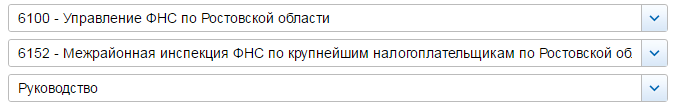 6100 - Управление ФНС по Ростовской области
6152 - Межрайонная инспекция ФНС по крупнейшим налогоплательщикам по Ростовской об
Руководство